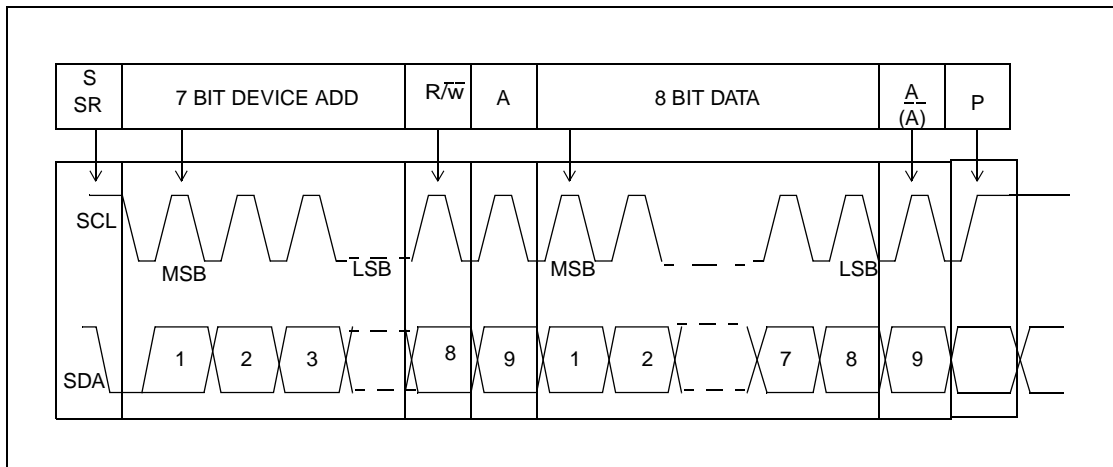 S
SR
7 BIT DEVICE ADD
R/w̅
A
8 BIT DATA
A
(A̅)
P
SCL
MSB
LSB
MSB
LSB
SDA
1
2
3
8
9
1
2
7
8
9